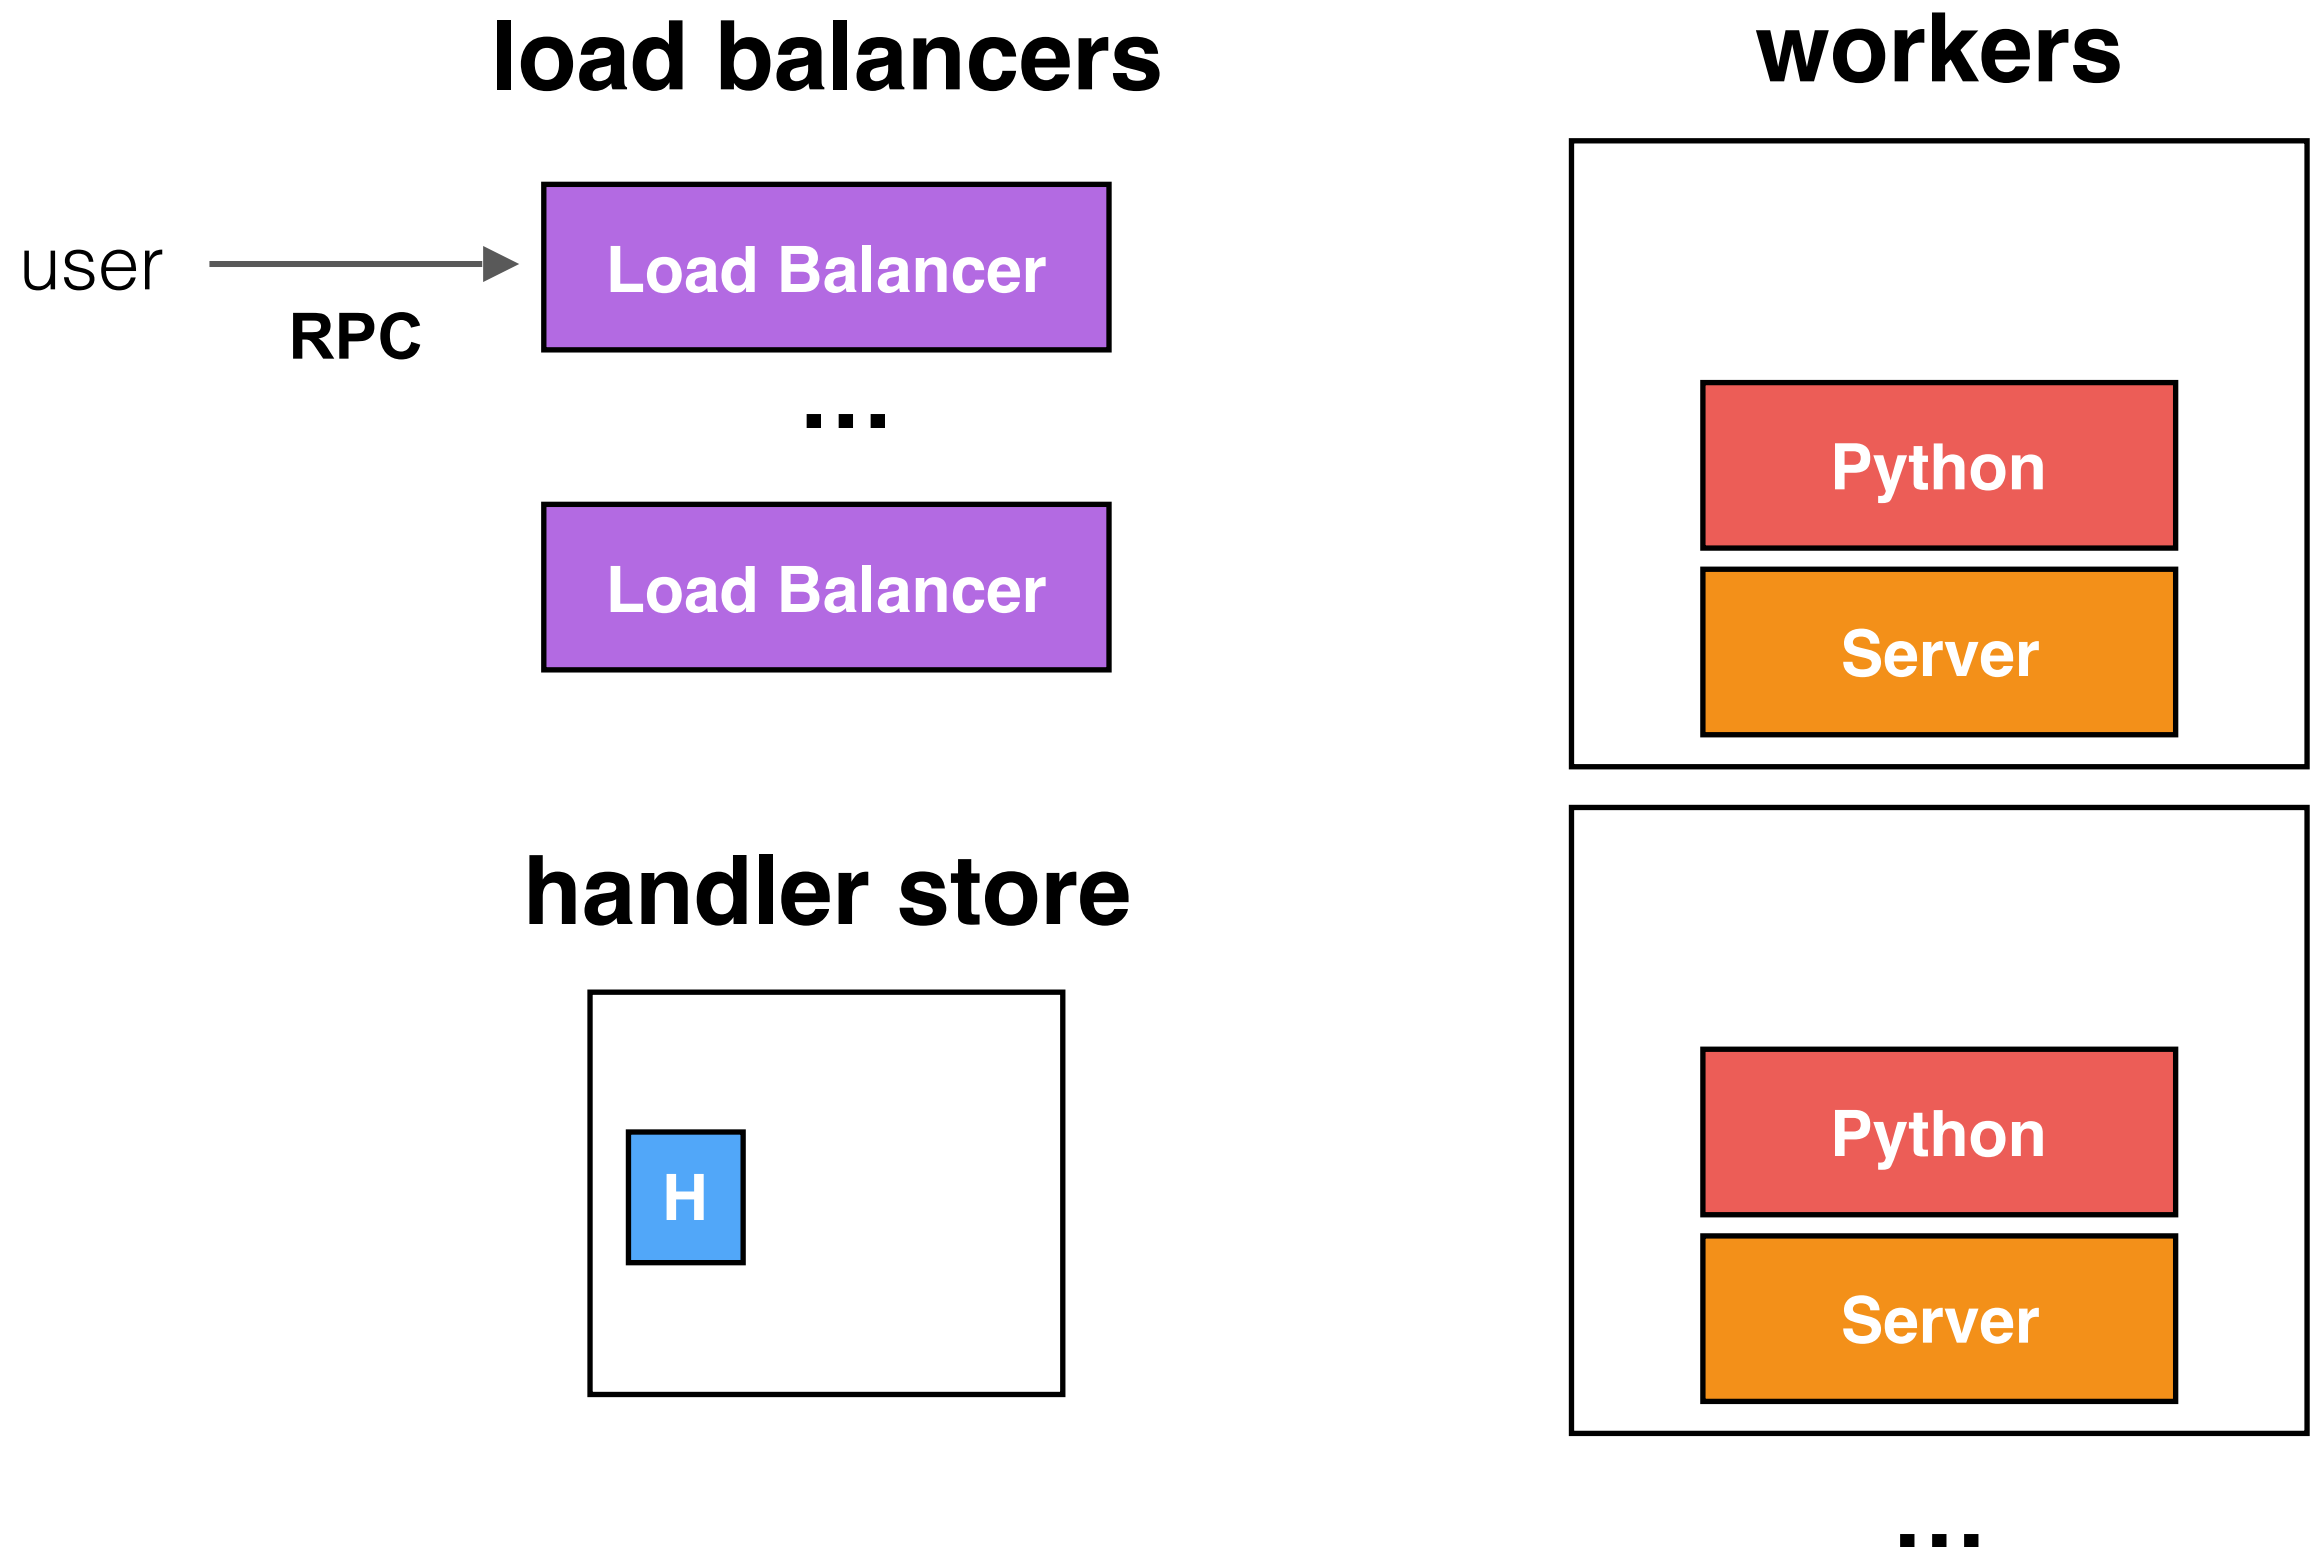 load balancers
user
RPC
Load Balancer
...
Load Balancer
handler store
H
workers
Python
Server
Python
Server
...